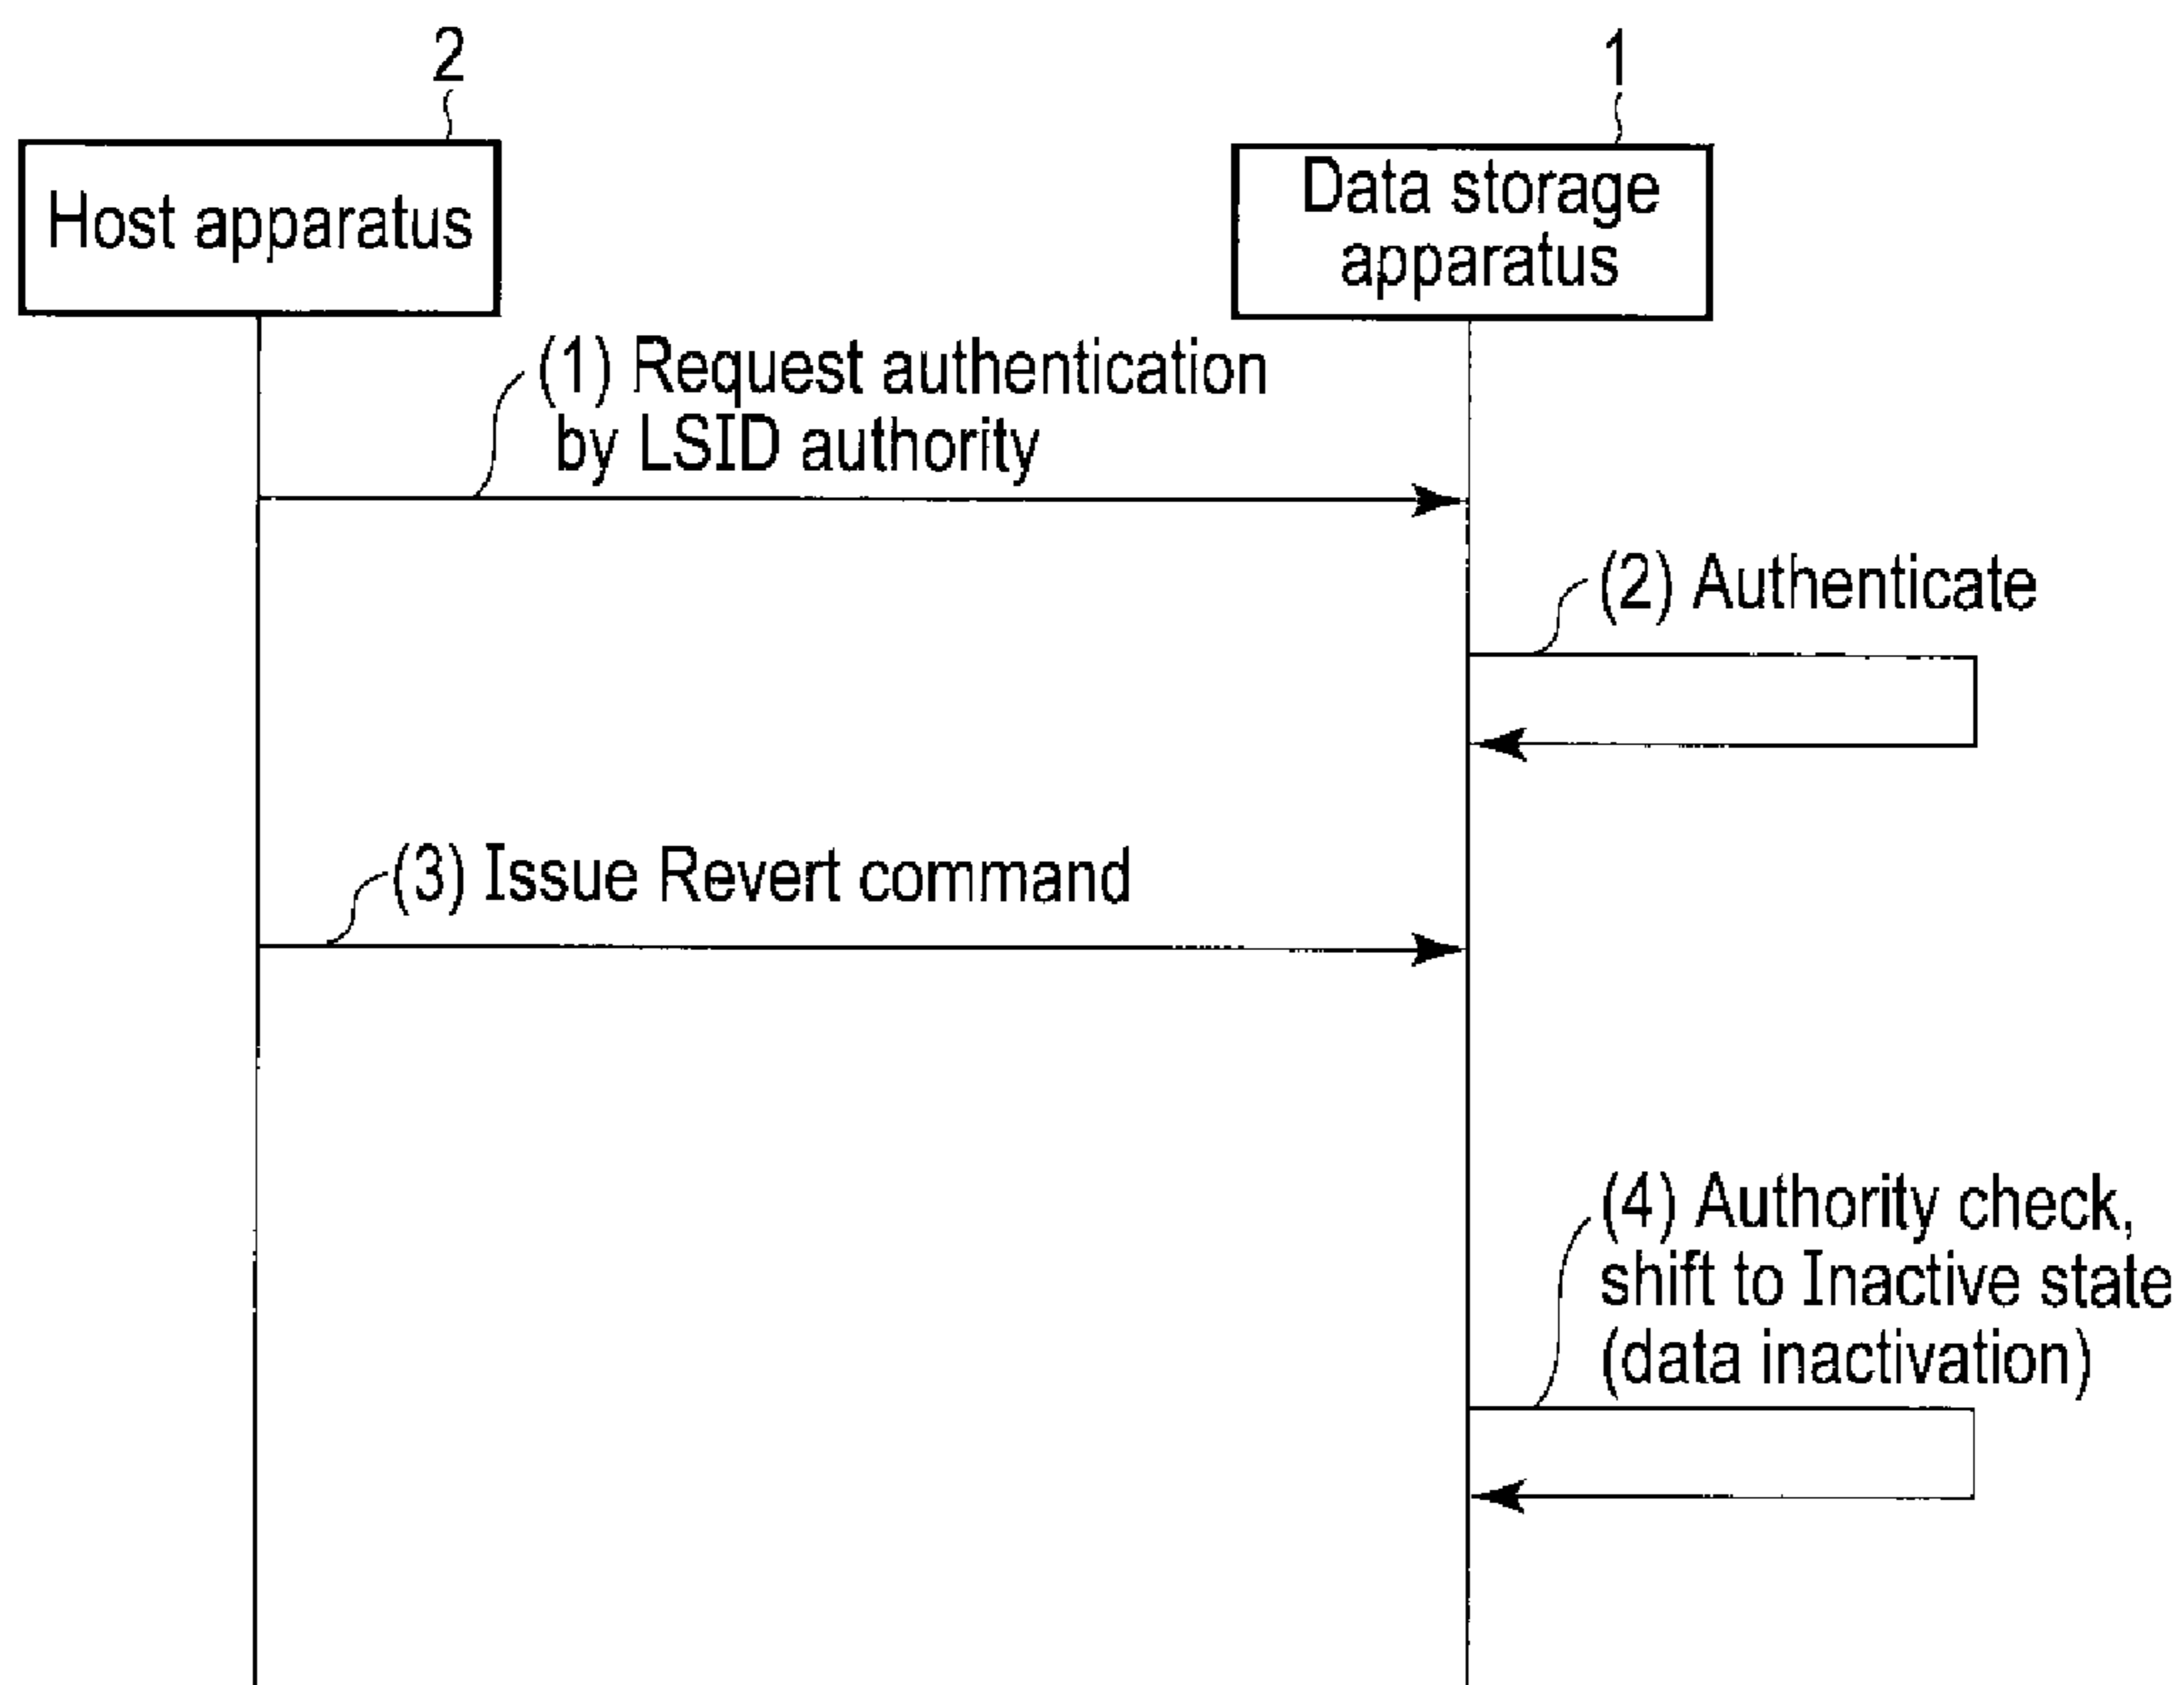 2
1
Host apparatus
Data storage
apparatus
(1) Request authentication
by LSID authority
(2) Authenticate
(3) Issue Revert command
(4) Authority check,
shift to Inactive state
(data inactivation)